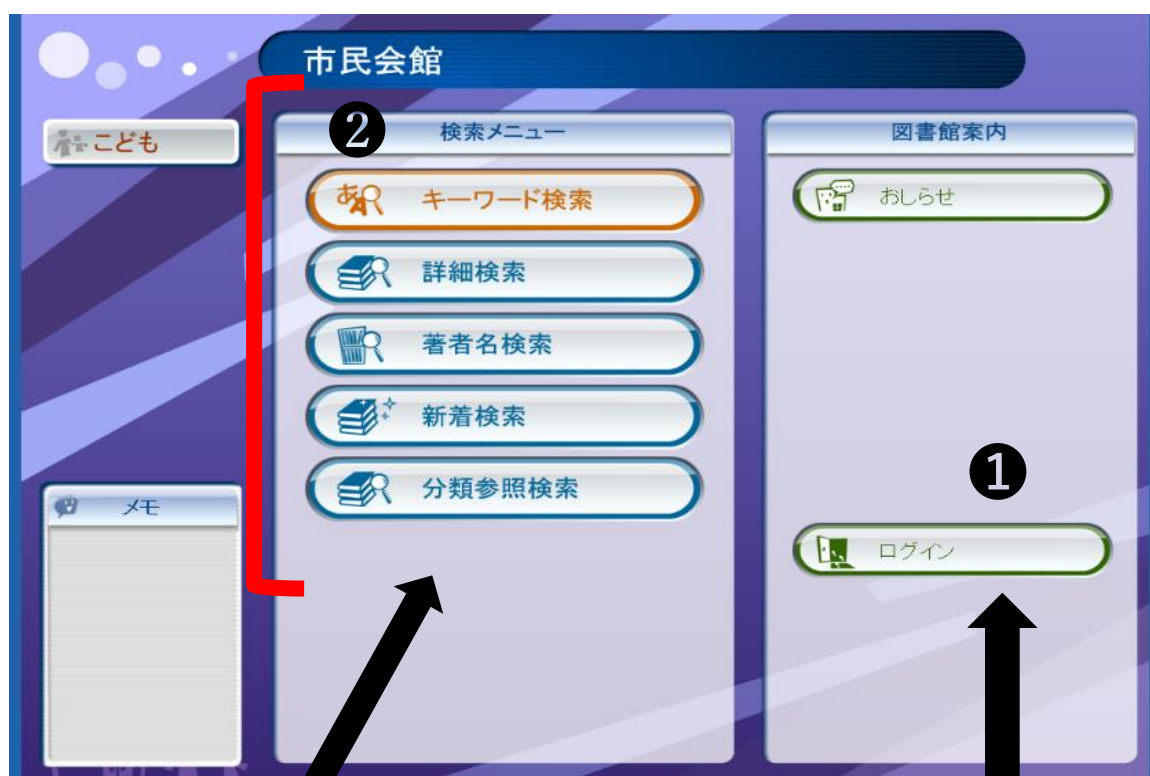 市民会館
こども
❷
検索メニュー
キーワード検索
詳細検索
著者名検索
新着検索
分類参照検索
図書館案内
おしらせ
❶
ログイン
メモ